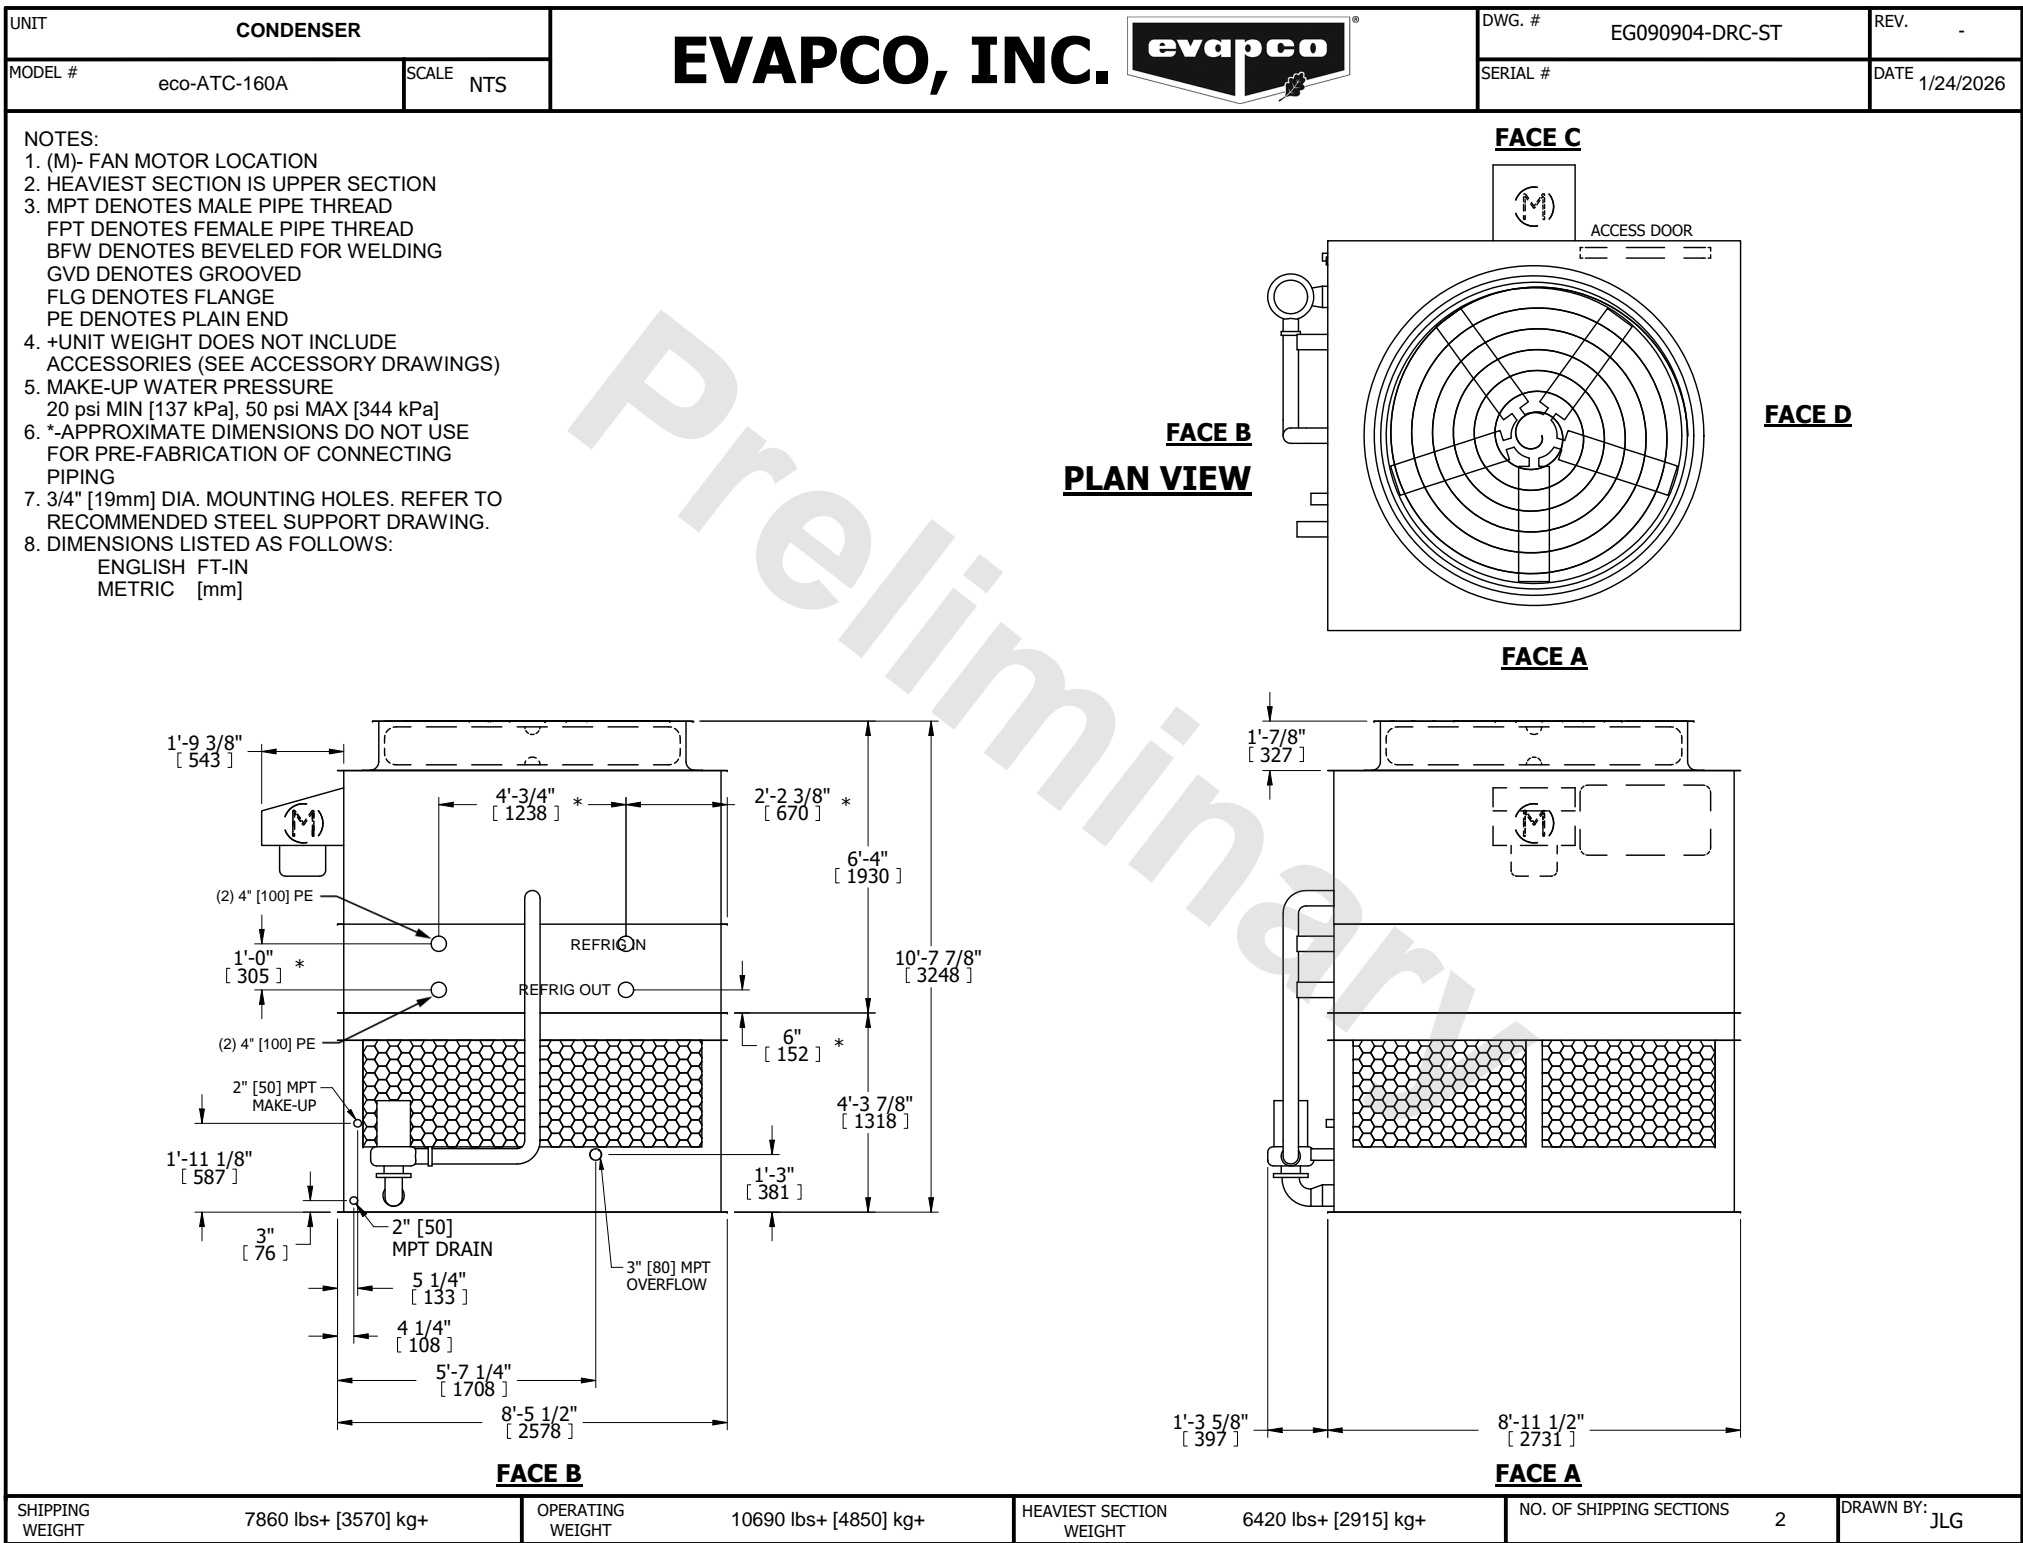 UNIT
CONDENSER
MODEL #
eco-ATC-160A
SCALE
NTS
EVAPCO, INC.
evapco
®
DWG. #
EG090904-DRC-ST
REV.
-
SERIAL #
DATE
1/24/2026
NOTES:
1. (M)- FAN MOTOR LOCATION
2. HEAVIEST SECTION IS UPPER SECTION
3. MPT DENOTES MALE PIPE THREAD
FPT DENOTES FEMALE PIPE THREAD
BFW DENOTES BEVELED FOR WELDING
GVD DENOTES GROOVED
FLG DENOTES FLANGE
PE DENOTES PLAIN END
4. +UNIT WEIGHT DOES NOT INCLUDE
ACCESSORIES (SEE ACCESSORY DRAWINGS)
5. MAKE-UP WATER PRESSURE
20 psi MIN [137 kPa], 50 psi MAX [344 kPa]
6. *-APPROXIMATE DIMENSIONS DO NOT USE
FOR PRE-FABRICATION OF CONNECTING
PIPING
7. 3/4" [19mm] DIA. MOUNTING HOLES. REFER TO
RECOMMENDED STEEL SUPPORT DRAWING.
8. DIMENSIONS LISTED AS FOLLOWS:
ENGLISH FT-IN
METRIC [mm]
Preliminary
FACE C
(M)
ACCESS DOOR
FACE B
FACE D
PLAN VIEW
FACE A
1'-9 3/8"
[ 543 ]
(M)
4'-3/4" *
[ 1238 ]
2'-2 3/8" *
[ 670 ]
6'-4"
[ 1930 ]
(2) 4" [100] PE
REFRIG IN
1'-0" *
[ 305 ]
10'-7 7/8"
[ 3248 ]
REFRIG OUT
(2) 4" [100] PE
6" *
[ 152 ]
2" [50] MPT
MAKE-UP
4'-3 7/8"
[ 1318 ]
1'-11 1/8"
[ 587 ]
1'-3"
[ 381 ]
3"
[ 76 ]
2" [50]
MPT DRAIN
3" [80] MPT
OVERFLOW
5 1/4"
[ 133 ]
4 1/4"
[ 108 ]
5'-7 1/4"
[ 1708 ]
8'-5 1/2"
[ 2578 ]
FACE B
1'-7/8"
[ 327 ]
(M)
1'-3 5/8"
[ 397 ]
8'-11 1/2"
[ 2731 ]
FACE A
SHIPPING
WEIGHT
7860 lbs+ [3570] kg+
OPERATING
WEIGHT
10690 lbs+ [4850] kg+
HEAVIEST SECTION
WEIGHT
6420 lbs+ [2915] kg+
NO. OF SHIPPING SECTIONS
2
DRAWN BY:
JLG